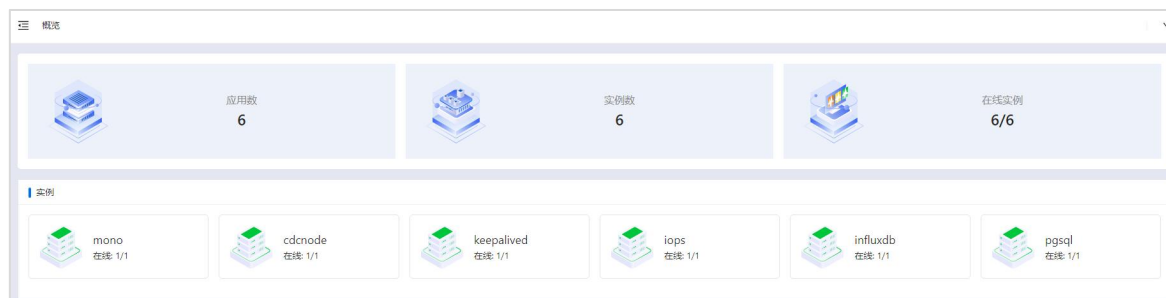 概览
应用数
6
实例数
6
在线实例
6/6
实例
mono
在线: 1/1
cdcnode
在线: 1/1
keepalived
在线: 1/1
iops
在线: 1/1
influxdb
在线: 1/1
pgsql
在线: 1/1